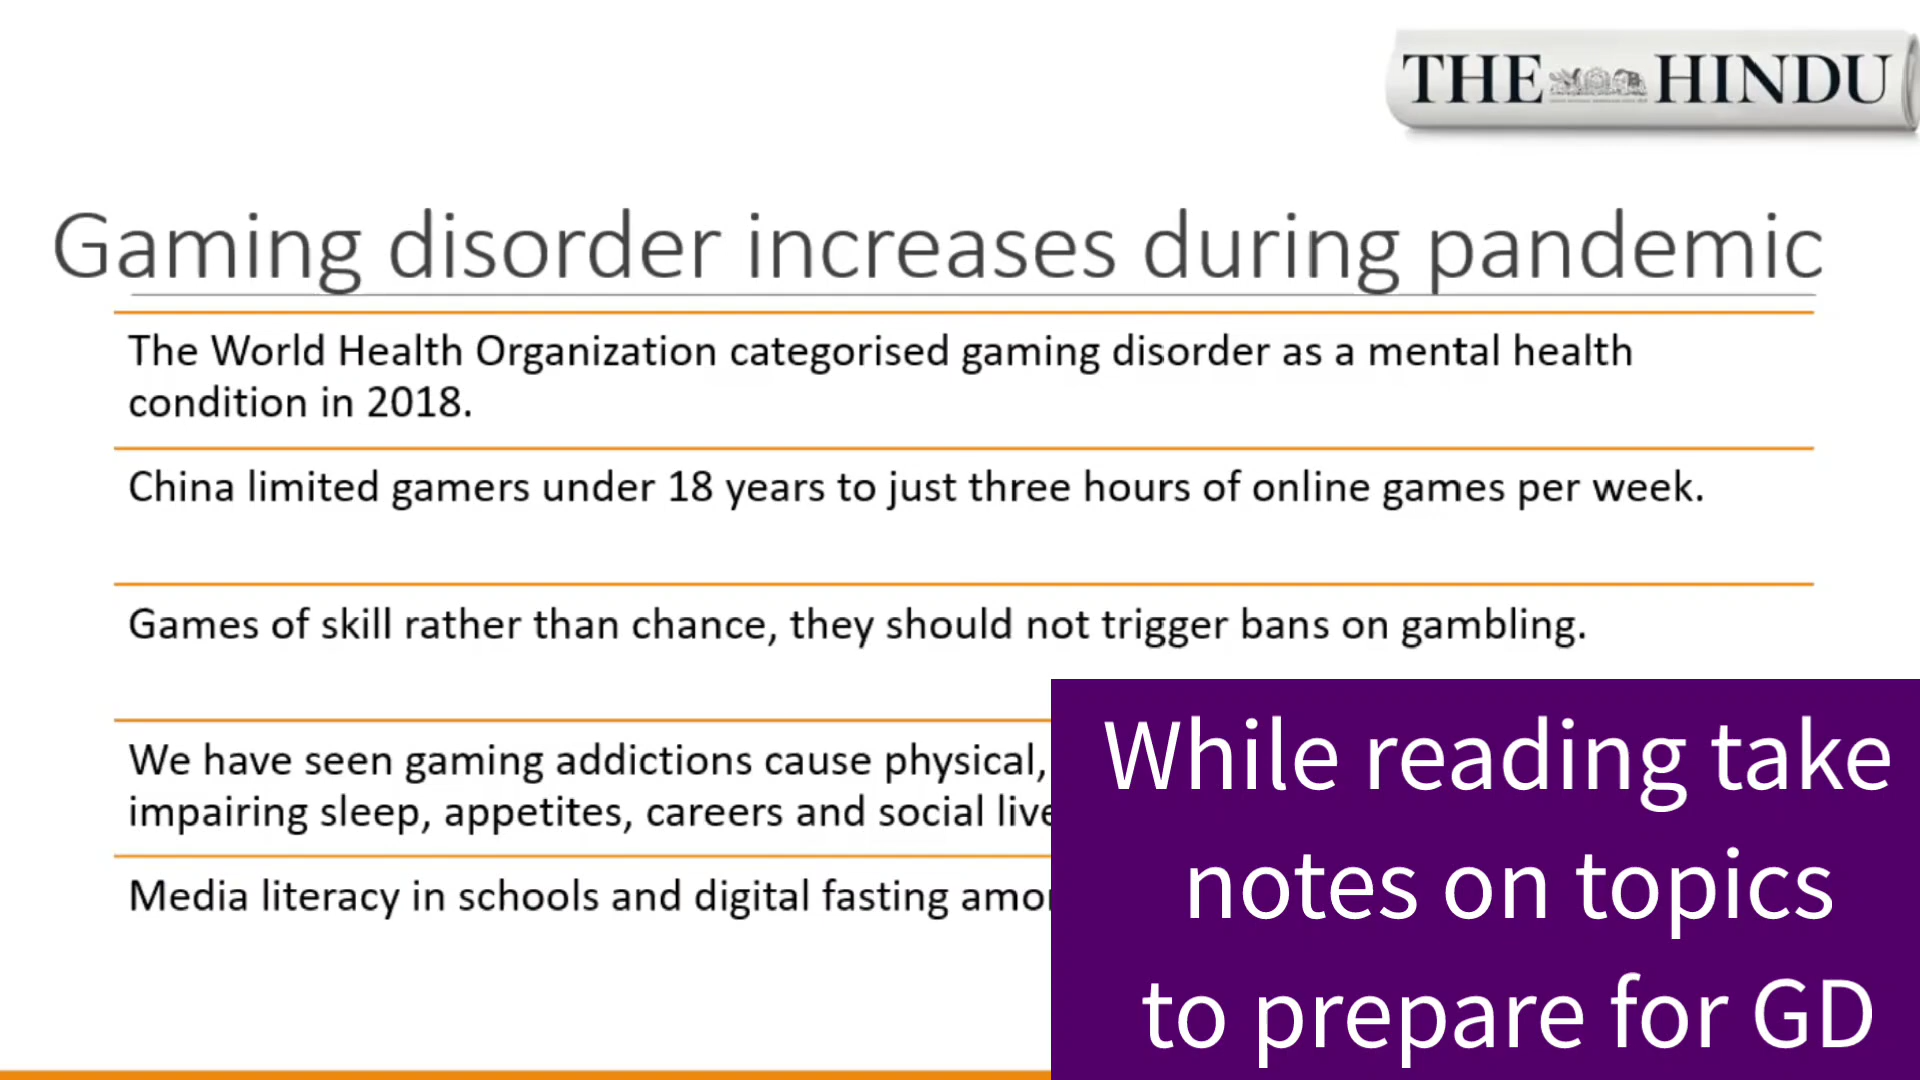 THE HINDU
Gaming disorder increases during pandemic
The World Health Organization categorised gaming disorder as a mental health
condition in 2018.
China limited gamers under 18 years to just three hours of online games per week.
Games of skill rather than chance, they should not trigger bans on gambling.
We have seen gaming addictions cause physical,
impairing sleep, appetites, careers and social
Media literacy in schools and digital fasting
While reading take
notes on topics
to prepare for GD